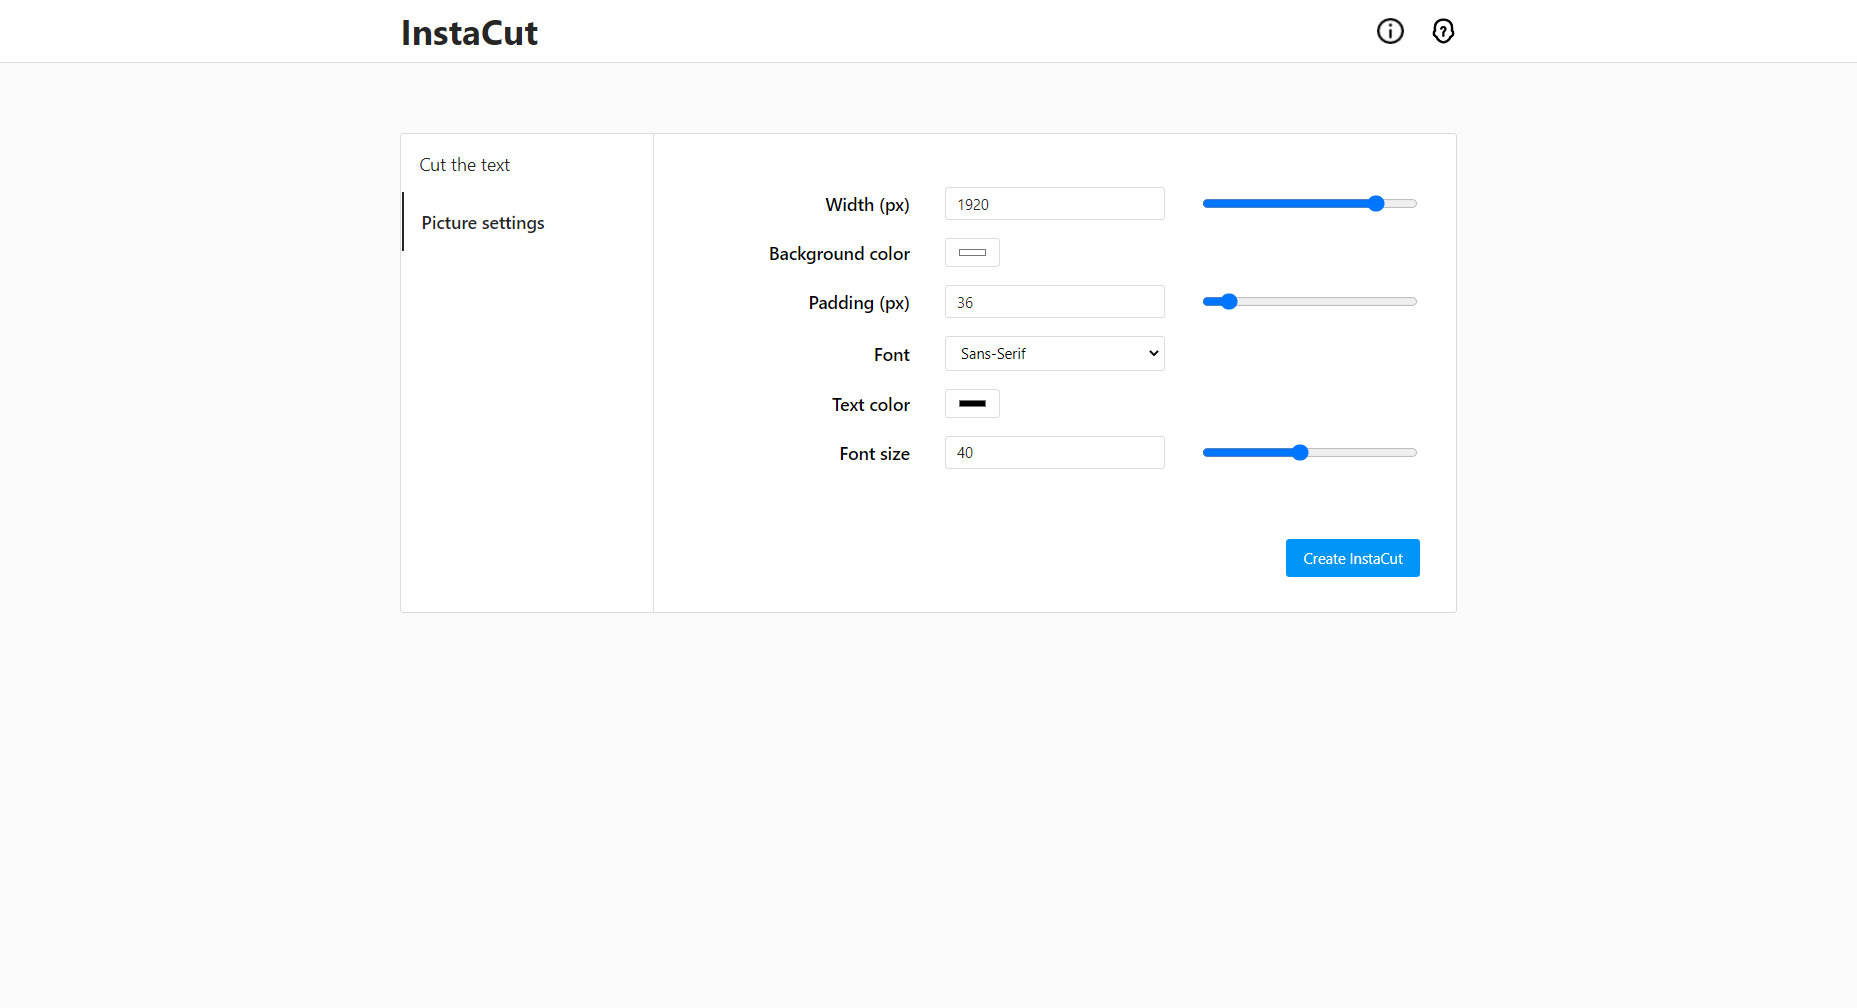 InstaCut
Cut the text
Picture settings
Width (px) 1920
Background color
Padding (px) 36
Font Sans-Serif
Text color
Font size 40
Create InstaCut